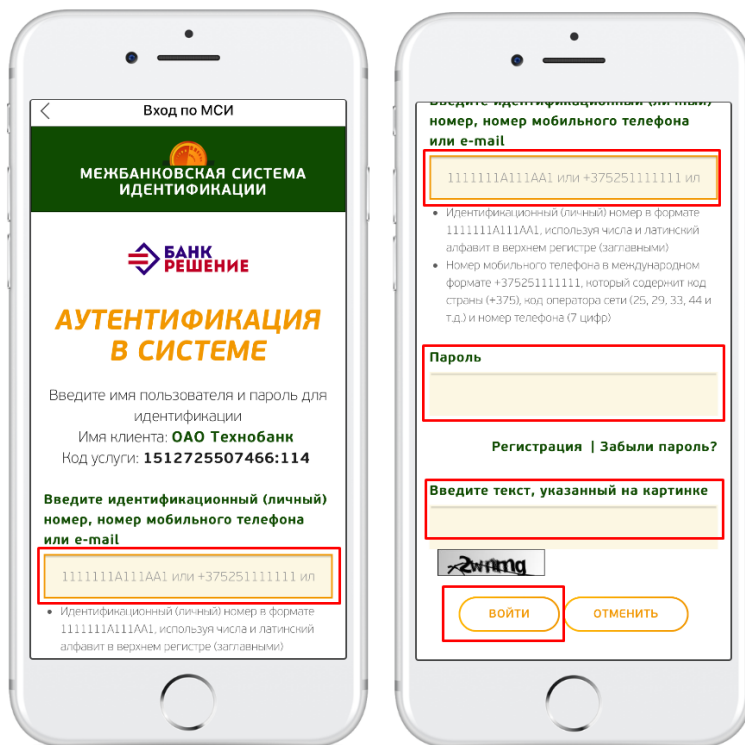 Вход по МСИ
МЕЖБАНКОВСКАЯ СИСТЕМА
ИДЕНТИФИКАЦИИ
БАНК
РЕШЕНИЕ
АУТЕНТИФИКАЦИЯ
В СИСТЕМЕ
Введите имя пользователя и пароль для
идентификации
Имя клиента: ОАО Технобанк
Код услуги: 1512725507466:114
Введите идентификационный (личный)
номер, номер мобильного телефона
или e-mail
1111111A111AA1 или +375251111111 ил
• Идентификационный (личный) номер в формате
1111111A111AA1, используя числа и латинский
алфавит в верхнем регистре (заглавными)
Введите идентификационный (личный)
номер, номер мобильного телефона
или e-mail
1111111A111AA1 или +375251111111 ил
• Идентификационный (личный) номер в формате
1111111A111AA1, используя числа и латинский
алфавит в верхнем регистре (заглавными)
• Номер мобильного телефона в международном
формате +375251111111, который содержит код
страны (+375), код оператора сети (25, 29, 33, 44 и
т.д.) и номер телефона (7 цифр)
Пароль
Регистрация | Забыли пароль?
Введите текст, указанный на картинке
ВОЙТИ ОТМЕНИТЬ